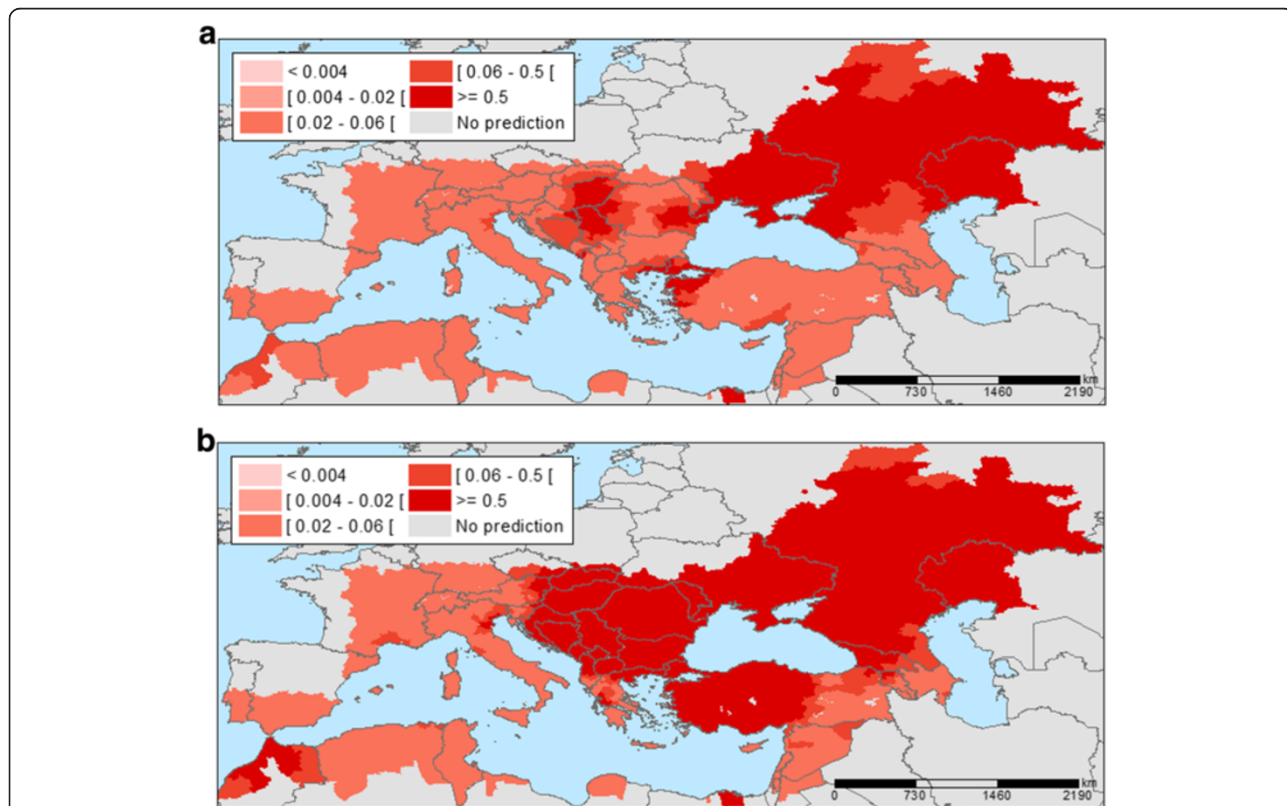 a
< 0.004 [ 0.06 - 0.5 [
[ 0.004 - 0.02 [ >= 0.5
[ 0.02 - 0.06 [ No prediction
km
0 730 1460 2190
b
< 0.004 [ 0.06 - 0.5 [
[ 0.004 - 0.02 [ >= 0.5
[ 0.02 - 0.06 [ No prediction
km
0 730 1460 2190